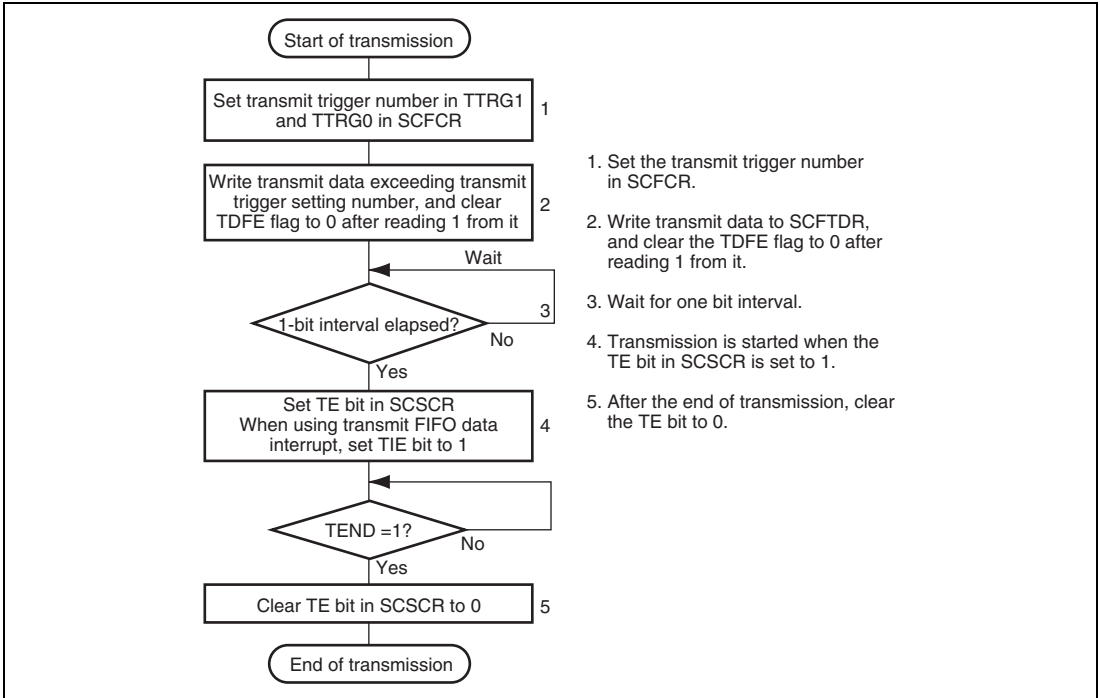 Start of transmission
Set transmit trigger number in TTRG1
and TTRG0 in SCFCR
1
Write transmit data exceeding transmit
trigger setting number, and clear
TDFE flag to 0 after reading 1 from it
2
Wait
1-bit interval elapsed?
3
No
Yes
Set TE bit in SCSCR
When using transmit FIFO data
interrupt, set TIE bit to 1
4
TEND =1?
No
Yes
Clear TE bit in SCSCR to 0
5
End of transmission
1. Set the transmit trigger number
in SCFCR.
2. Write transmit data to SCFTDR,
and clear the TDFE flag to 0 after
reading 1 from it.
3. Wait for one bit interval.
4. Transmission is started when the
TE bit in SCSCR is set to 1.
5. After the end of transmission, clear
the TE bit to 0.